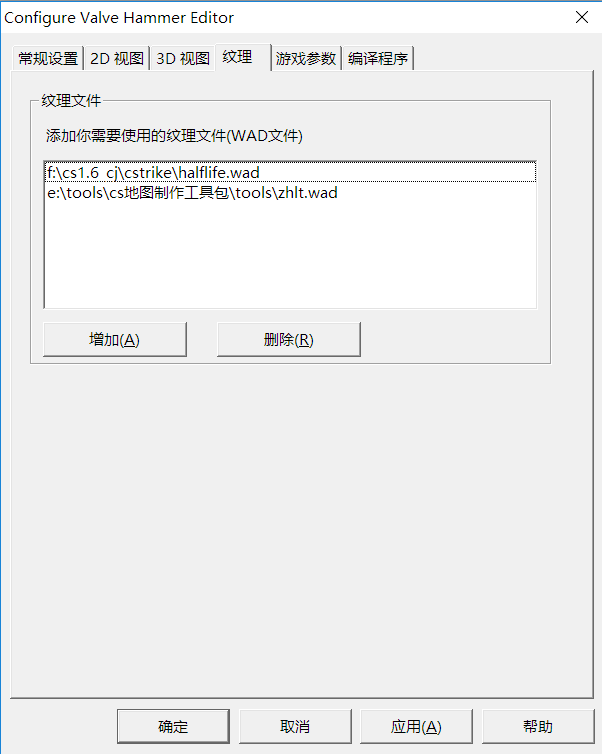 Configure Valve Hammer Editor
常规设置 2D 视图 3D 视图 纹理 游戏参数 编译程序
纹理文件
添加你需要使用的纹理文件(WAD文件)
f:\cs1.6_cj\cstrike\halflife.wad
e:\tools\cs地图制作工具包\tools\zhlt.wad
增加(A) 删除(R)
确定 取消 应用(A) 帮助